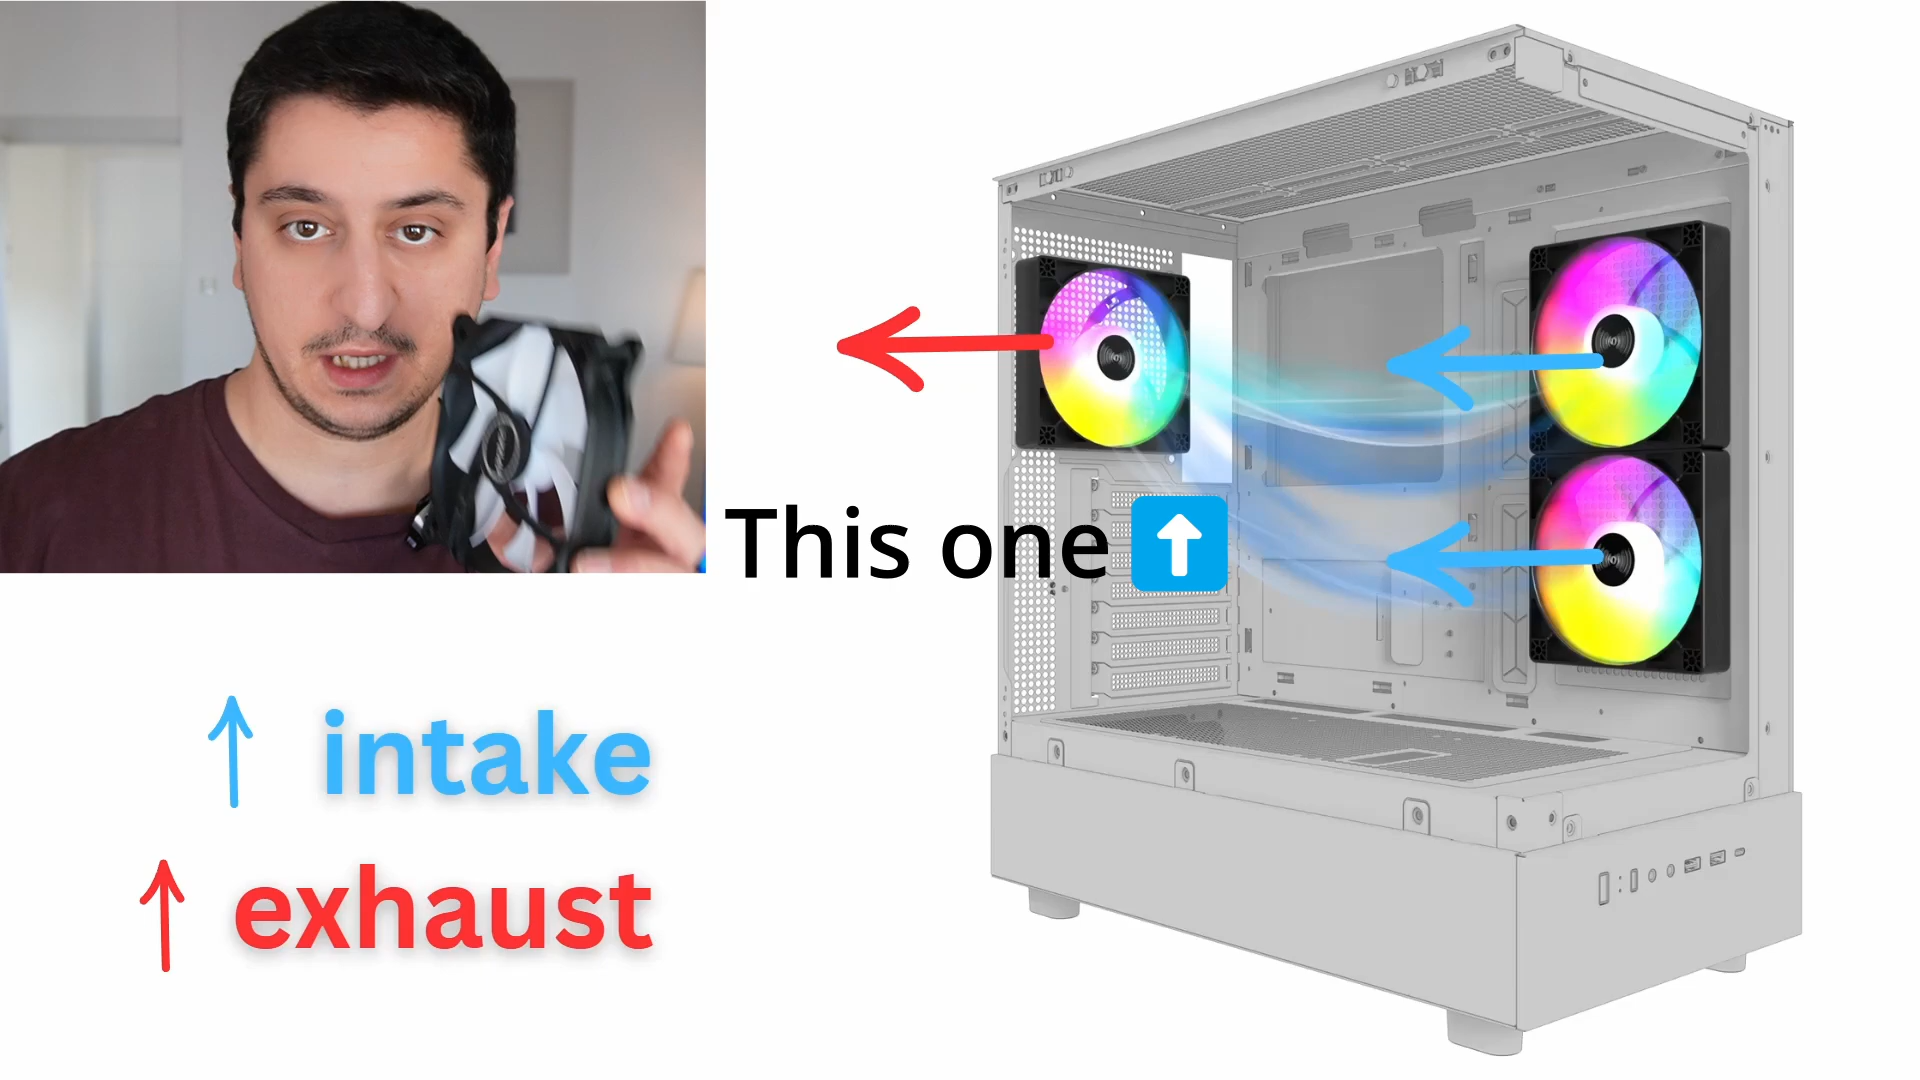 This one ⬆
intake
exhaust